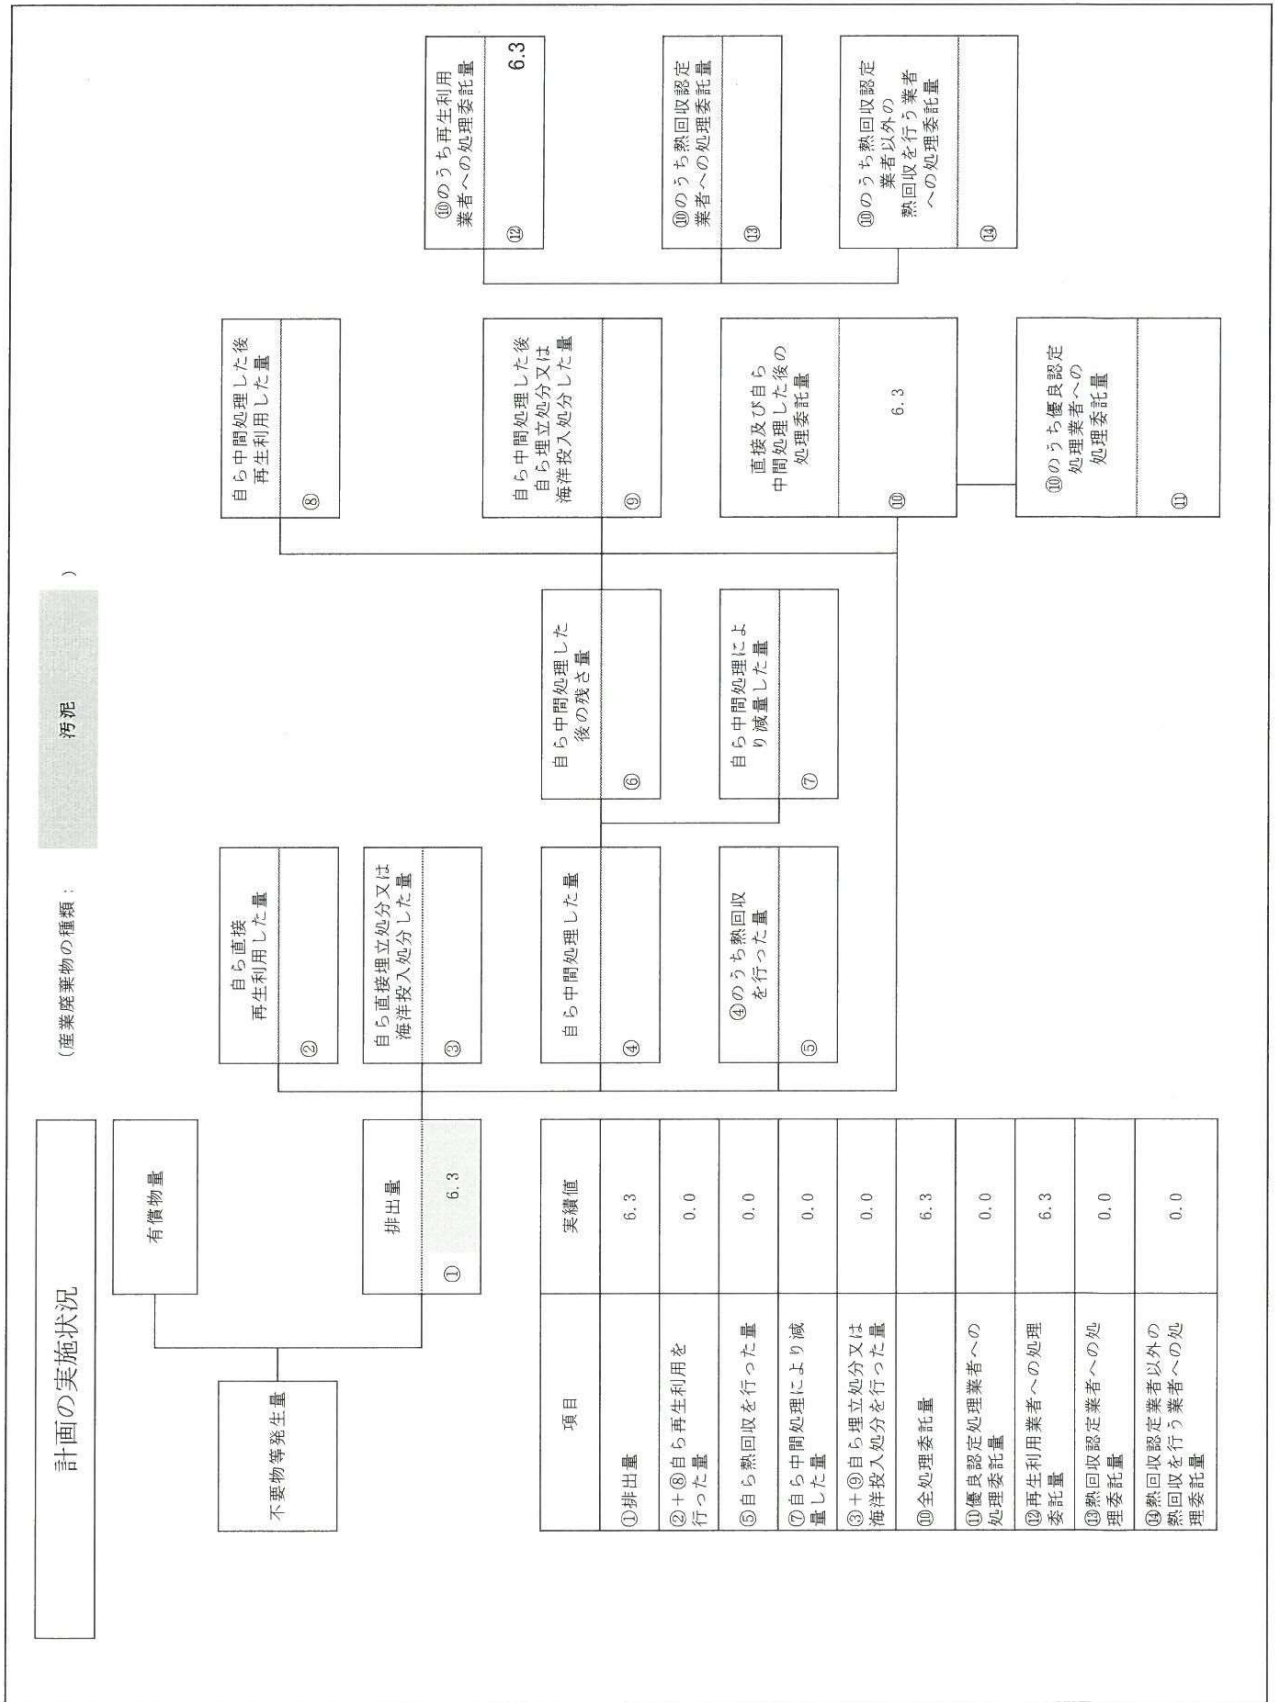 計画の実施状況
(産業廃棄物の種類:
汚泥
)
不要物等発生量
有償物量
排出量
①
6.3
自ら直接
再生利用した量
②
自ら直接埋立処分又は
海洋投入処分した量
③
自ら中間処理した量
④
④のうち熱回収
を行った量
⑤
自ら中間処理した
後の残さ量
⑥
自ら中間処理によ
り減量した量
⑦
自ら中間処理した後
再生利用した量
⑧
自ら中間処理した後
自ら埋立処分又は
海洋投入処分した量
⑨
直接及び自ら
中間処理した後の
処理委託量
⑩
6.3
⑩のうち優良認定
処理業者への
処理委託量
⑪
⑩のうち再生利用
業者への処理委託量
⑫
6.3
⑩のうち熱回収認定
業者への処理委託量
⑬
⑩のうち熱回収認定
業者以外の
熱回収を行う業者
への処理委託量
⑭
項目
実績値
①排出量
6.3
②+⑧自ら再生利用を
行った量
0.0
⑤自ら熱回収を行った量
0.0
⑦自ら中間処理により減
量した量
0.0
③+⑨自ら埋立処分又は
海洋投入処分を行った量
0.0
⑩全処理委託量
6.3
⑪優良認定処理業者への
処理委託量
0.0
⑫再生利用業者への処理
委託量
6.3
⑬熱回収認定業者への処
理委託量
0.0
⑭熱回収認定業者以外の
熱回収を行う業者への処
理委託量
0.0